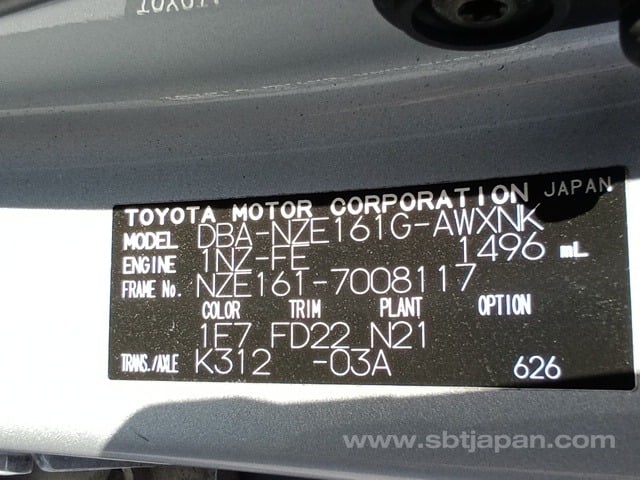 TOYOTA MOTOR CORPORATION JAPAN
MODEL DBA-NZE161G-AWXNK
ENGINE 1NZ-FE 1496 mL
FRAME No. NZE161-7008117
COLOR TRIM PLANT OPTION
1F7 FD22 N21
TRANS./AXLE K312 -03A 626
www.sbtjapan.com